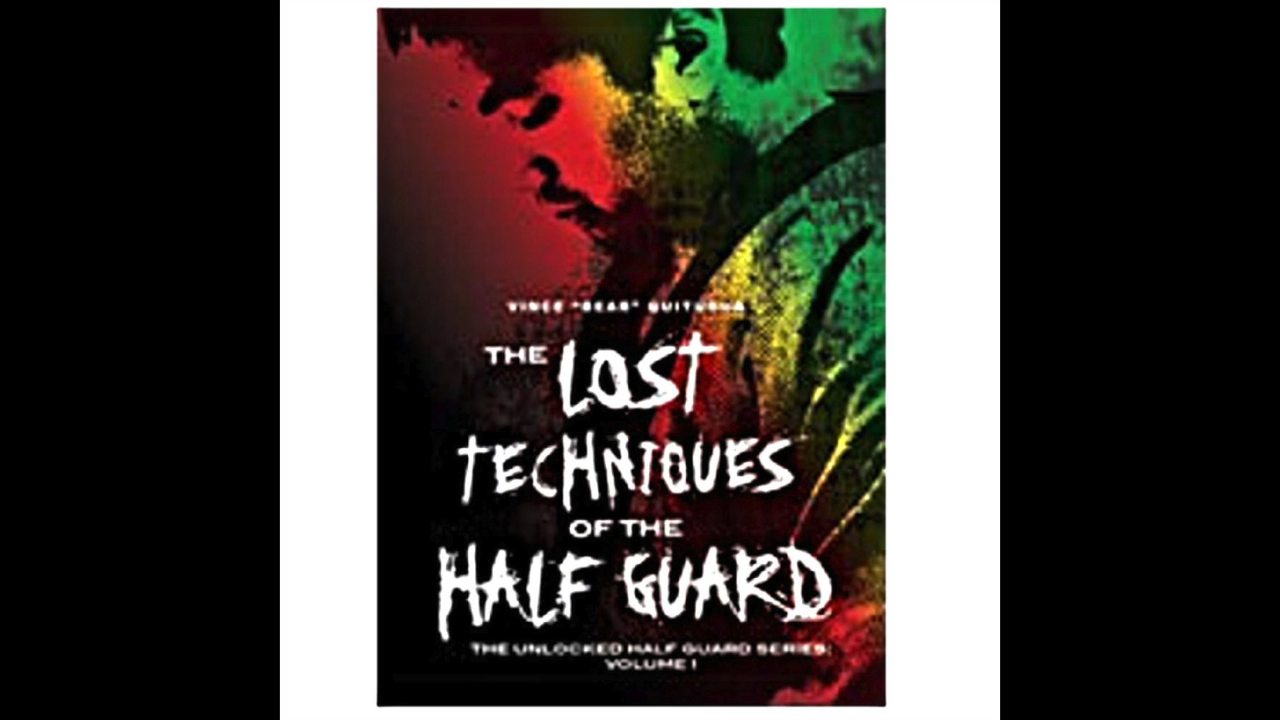 VINCE "BEAR" QUITUGUA
THE LOST
TECHNIQUES
OF THE
HALF GUARD
THE UNLOCKED HALF GUARD SERIES:
VOLUME I